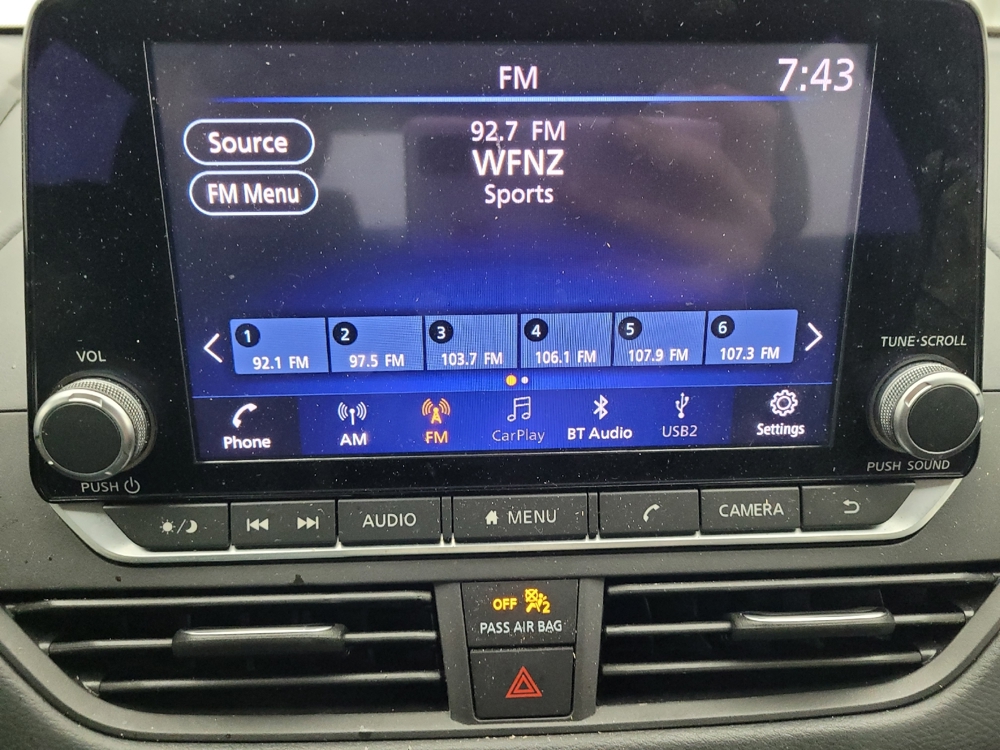 FM
7:43
Source
FM Menu
92.7 FM
WFNZ
Sports
1
92.1 FM
2
97.5 FM
3
103.7 FM
4
106.1 FM
5
107.9 FM
6
107.3 FM
Phone
AM
FM
CarPlay
BT Audio
USB2
Settings
VOL
PUSH
TUNE·SCROLL
PUSH SOUND
AUDIO
MENU
CAMERA
OFF
2
PASS AIR BAG